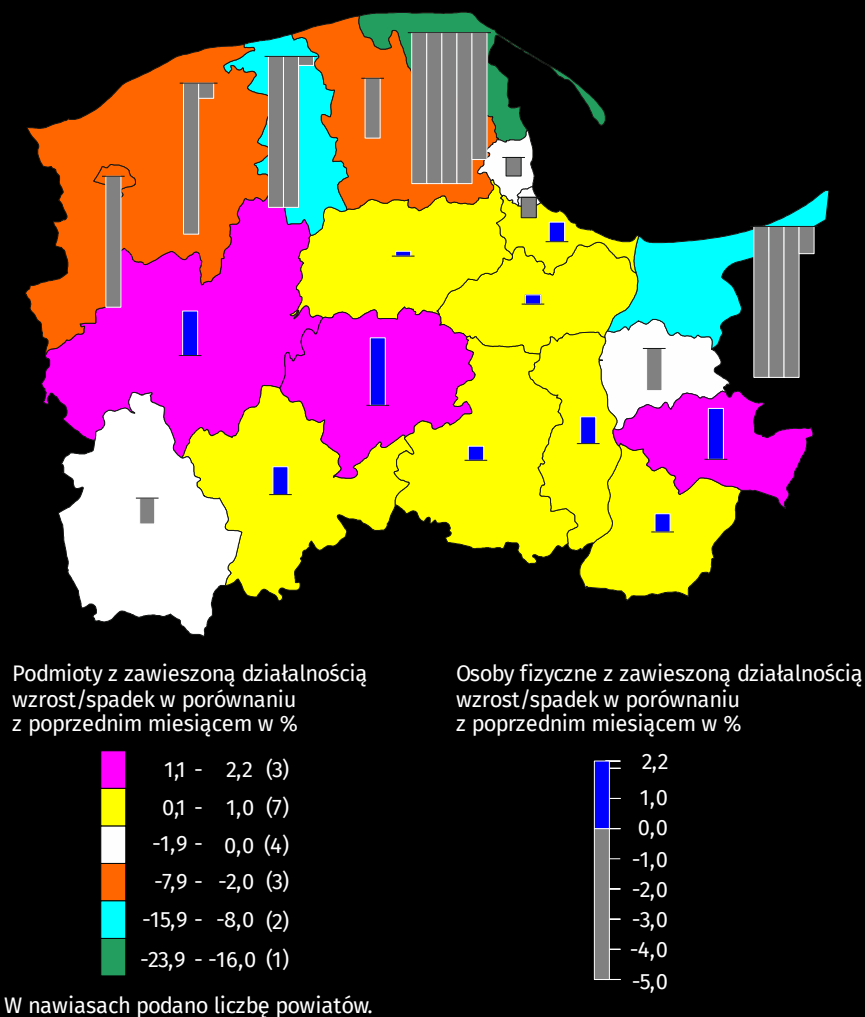 Podmioty z zawieszoną działalnością
wzrost/spadek w porównaniu
z poprzednim miesiącem w %
1,1 - 2,2 (3)
0,1 - 1,0 (7)
-1,9 - 0,0 (4)
-7,9 - -2,0 (3)
-15,9 - -8,0 (2)
-23,9 - -16,0 (1)
Osoby fizyczne z zawieszoną działalnością
wzrost/spadek w porównaniu
z poprzednim miesiącem w %
2,2
1,0
0,0
-1,0
-2,0
-3,0
-4,0
-5,0
W nawiasach podano liczbę powiatów.